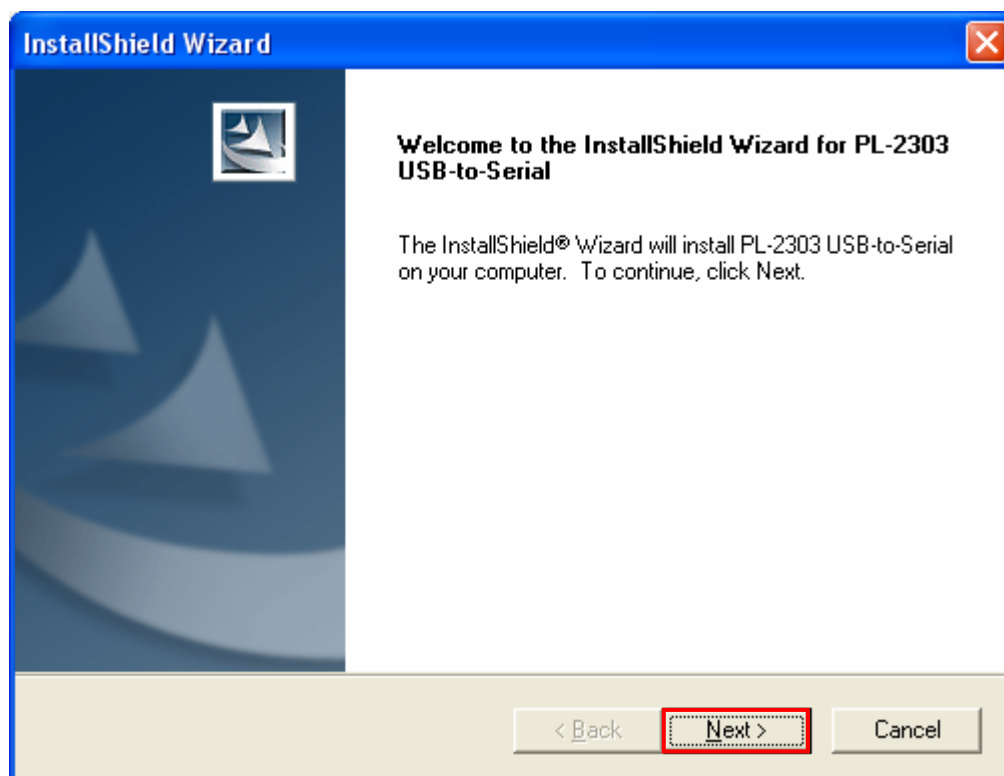 InstallShield Wizard
Welcome to the InstallShield Wizard for PL-2303
USB-to-Serial
The InstallShield® Wizard will install PL-2303 USB-to-Serial
on your computer. To continue, click Next.
< Back
Next >
Cancel